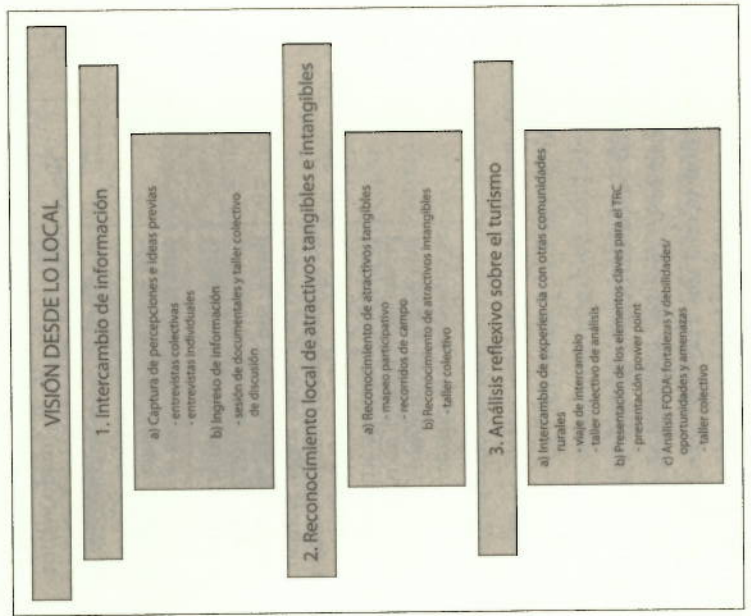 VISIÓN DESDE LO LOCAL
1. Intercambio de información
a) Captura de percepciones e ideas previas
- entrevistas colectivas
- entrevistas individuales
b) Ingreso de información
- sesión de documentales y taller colectivo
de discusión
2. Reconocimiento local de atractivos tangibles e intangibles
a) Reconocimiento de atractivos tangibles
- mapeo participativo
- recorridos de campo
b) Reconocimiento de atractivos intangibles
- taller colectivo
3. Análisis reflexivo sobre el turismo
a) Intercambio de experiencia con otras comunidades
rurales
- viaje de intercambio
- taller colectivo de análisis
b) Presentación de los elementos claves para el TRC
- presentación power point
c) Análisis FODA: fortalezas y debilidades/
oportunidades y amenazas
- taller colectivo